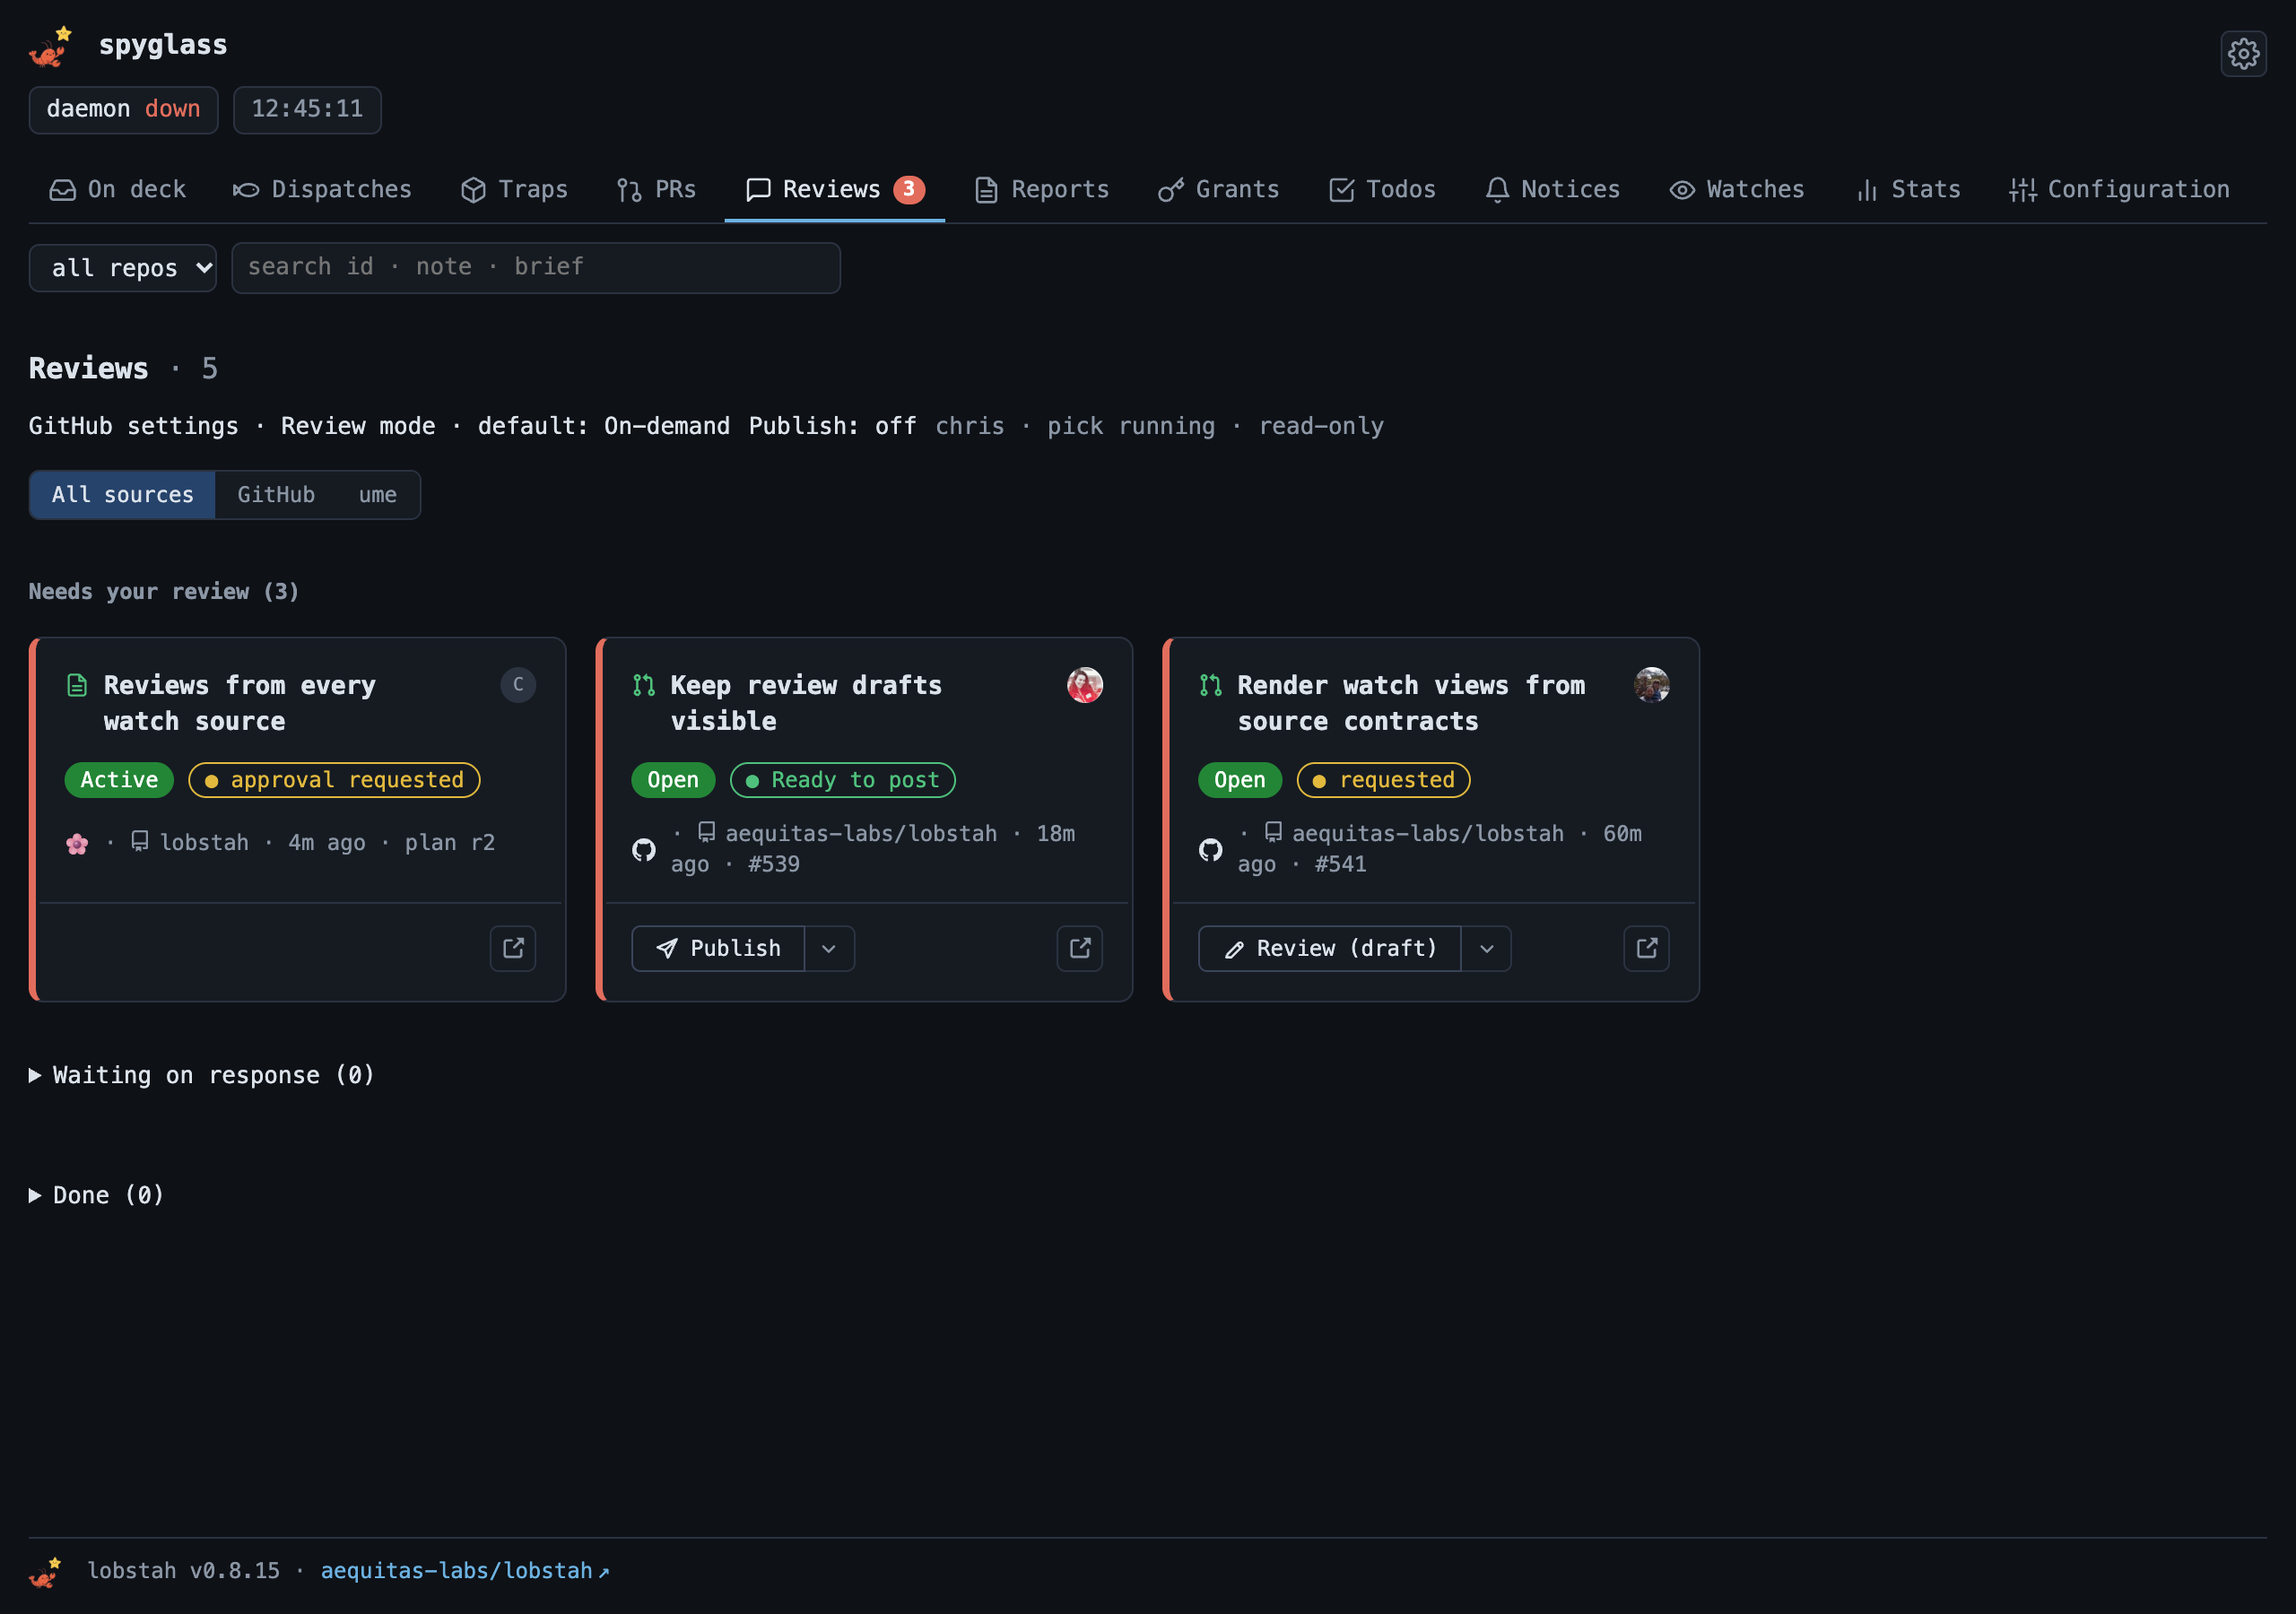 spyglass
daemon down 12:45:11
On deck Dispatches Traps PRs Reviews 3 Reports Grants Todos Notices Watches Stats Configuration
all repos search id · note · brief
Reviews · 5
GitHub settings · Review mode · default: On-demand Publish: off chris · pick running · read-only
All sources GitHub ume
Needs your review (3)
Reviews from every
watch source
C
Active approval requested
· lobstah · 4m ago · plan r2
Keep review drafts
visible
Open Ready to post
· aequitas-labs/lobstah · 18m
ago · #539
Publish
Render watch views from
source contracts
Open requested
· aequitas-labs/lobstah · 60m
ago · #541
Review (draft)
Waiting on response (0)
Done (0)
lobstah v0.8.15 · aequitas-labs/lobstah↗